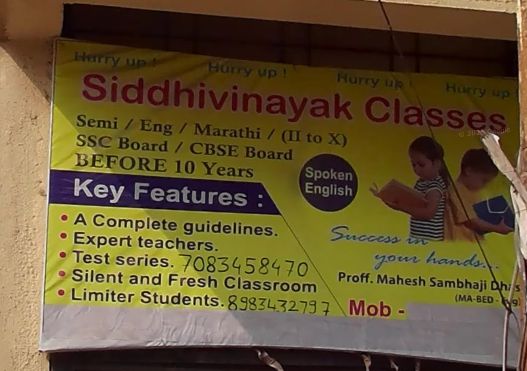 Hurry up ! Hurry up ! Hurry up Hurry up !
Siddhivinayak Classes
Semi / Eng / Marathi / (II to X)
SSC Board / CBSE Board
BEFORE 10 Years
Spoken
English
Key Features :
• A Complete guidelines.
• Expert teachers.
• Test series. 7083458470
• Silent and Fresh Classroom
• Limiter Students. 8983432797
Success in
your hands...
Proff. Mahesh Sambhaji
(MA-BED -
Mob -